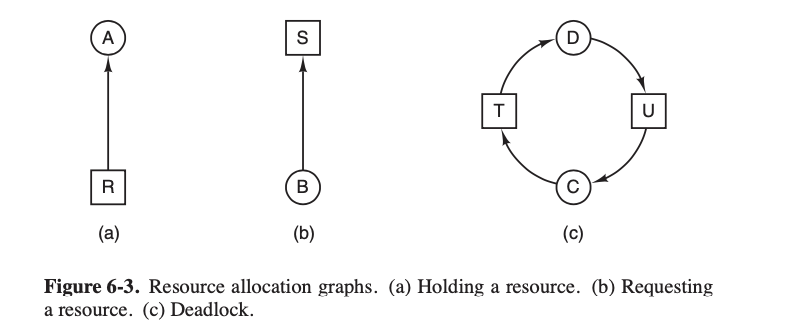 A
S
D
T
U
R
B
C
(a)
(b)
(c)
Figure 6-3. Resource allocation graphs. (a) Holding a resource. (b) Requesting
a resource. (c) Deadlock.